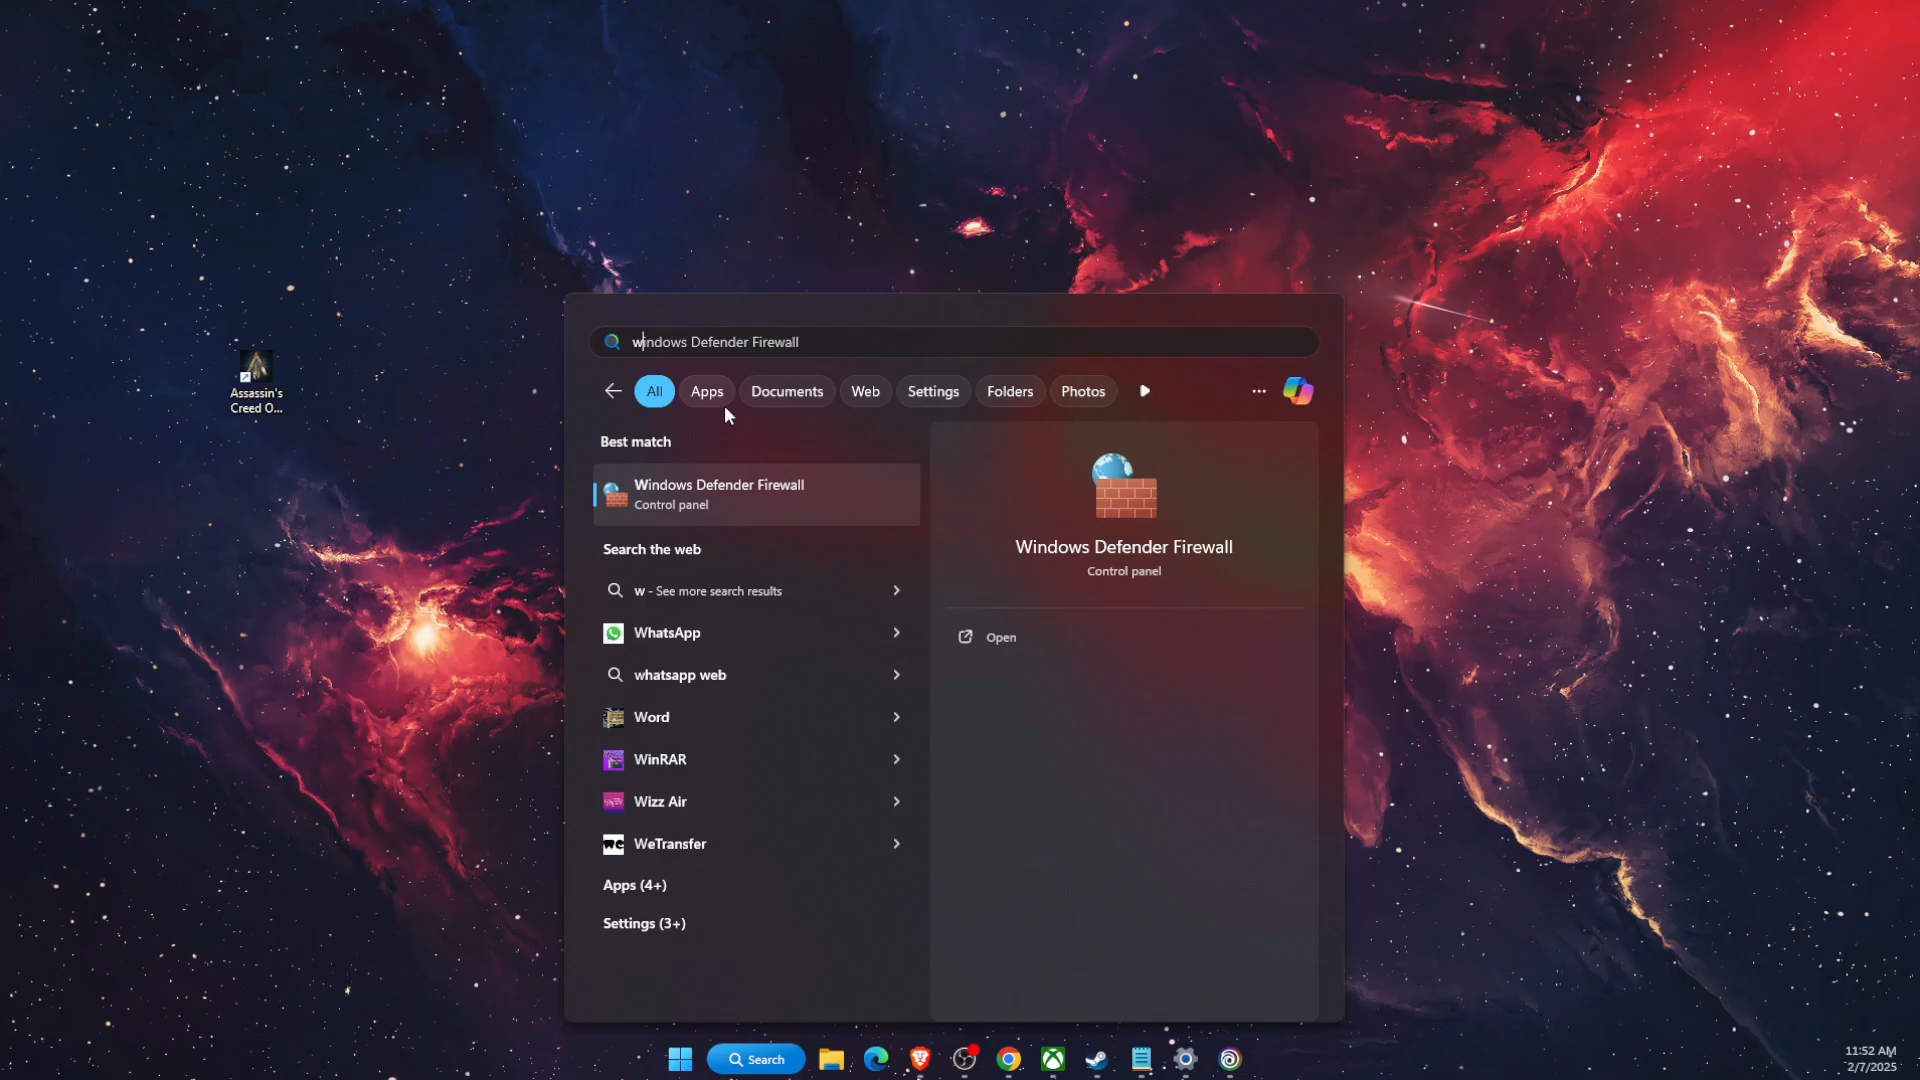 windows Defender Firewall
All
Apps
Documents
Web
Settings
Folders
Photos
Best match
Windows Defender Firewall
Control panel
Search the web
w - See more search results
WhatsApp
whatsapp web
Word
WinRAR
Wizz Air
WeTransfer
Apps (4+)
Settings (3+)
Windows Defender Firewall
Control panel
Open
Assassin's
Creed O...
Search
11:52 AM
2/7/2025